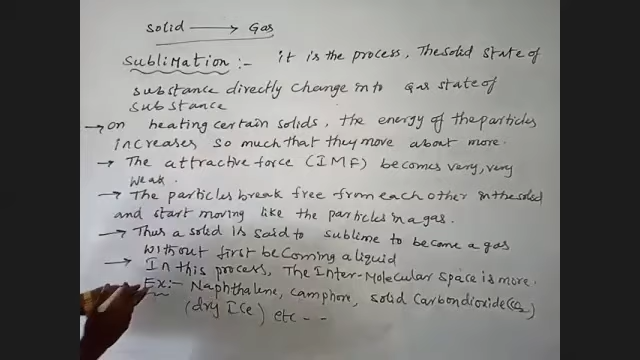 solid → Gas
Sublimation :- it is the process, The solid state of
substance directly change in to Gas state of
substance
→ on heating certain solids, the energy of the particles
increases so much that they move about more.
→ The attractive force (IMF) becomes very, very
weak.
→ The particles break free from each other in the solid
and start moving like the particles in a gas.
→ Thus a solid is said to sublime to become a gas
without first becoming a liquid
→ In this process, The Inter-Molecular space is more.
Ex:- Naphthalene, camphore, solid Carbondioxide (CO2)
(dry Ice) etc - -